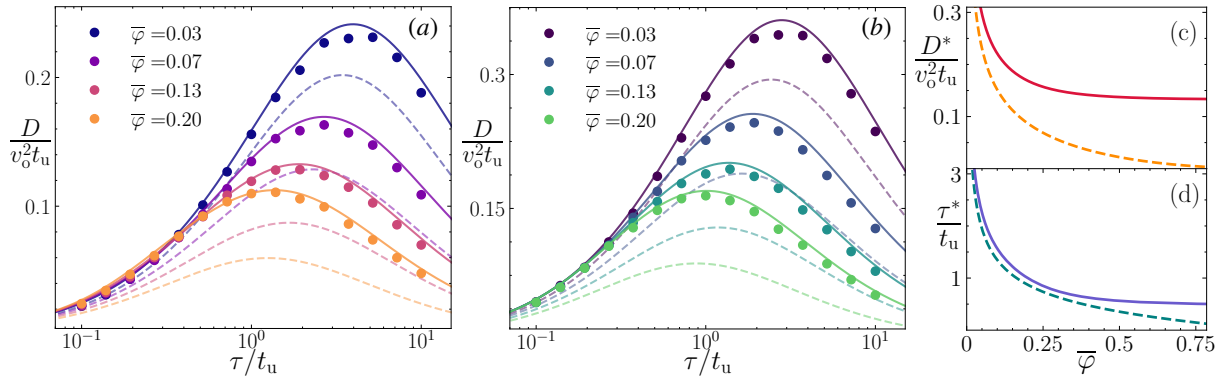 (a)
φ̅ =0.03
φ̅ =0.07
φ̅ =0.13
φ̅ =0.20
0.2
0.1
D
v_o^2 t_u
10^{-1}
10^0
10^1
τ/t_u
(b)
φ̅ =0.03
φ̅ =0.07
φ̅ =0.13
φ̅ =0.20
0.3
0.15
D
v_o^2 t_u
10^{-1}
10^0
10^1
τ/t_u
(c)
0.3
D*
v_o^2 t_u
0.1
(d)
3
τ*
t_u
1
0
0.25
0.5
0.75
φ̅